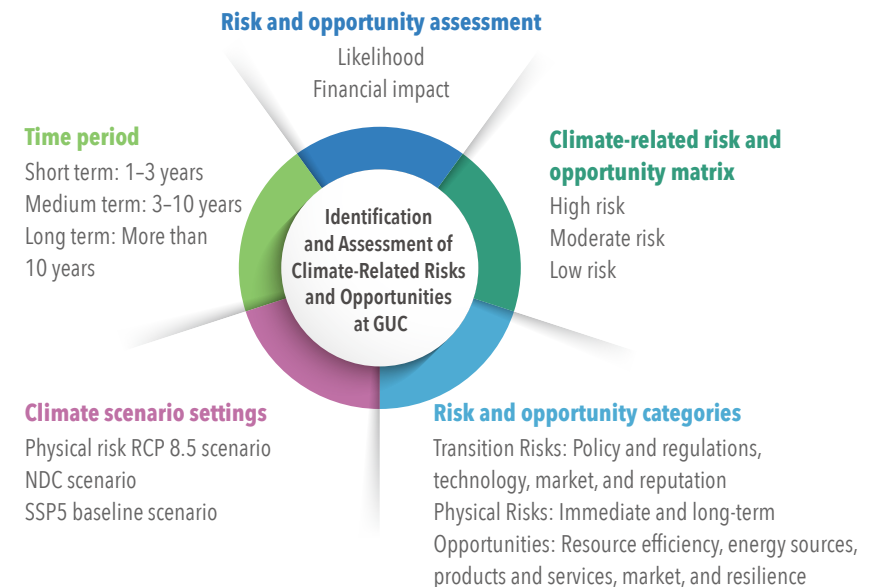 Risk and opportunity assessment
Likelihood
Financial impact
Time period
Short term: 1–3 years
Medium term: 3–10 years
Long term: More than
10 years
Climate-related risk and
opportunity matrix
High risk
Moderate risk
Low risk
Identification
and Assessment of
Climate-Related Risks
and Opportunities
at GUC
Climate scenario settings
Physical risk RCP 8.5 scenario
NDC scenario
SSP5 baseline scenario
Risk and opportunity categories
Transition Risks: Policy and regulations,
technology, market, and reputation
Physical Risks: Immediate and long-term
Opportunities: Resource efficiency, energy sources,
products and services, market, and resilience